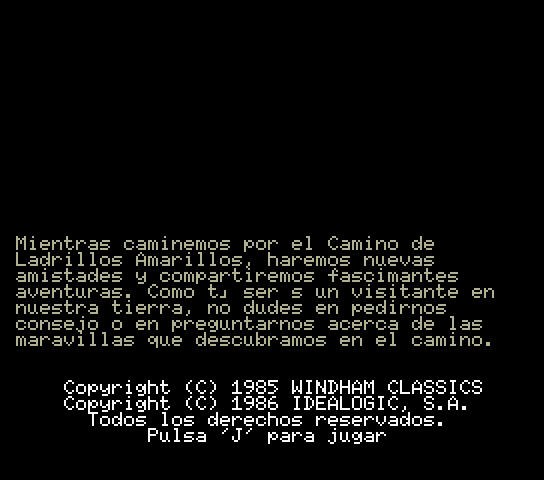 Mientras caminemos por el Camino de
Ladrillos Amarillos, haremos nuevas
amistades y compartiremos fascimantes
aventuras. Como t ser s un visitante en
nuestra tierra, no dudes en pedirnos
consejo o en preguntarnos acerca de las
maravillas que descubramos en el camino.
Copyright (C) 1985 WINDHAM CLASSICS
Copyright (C) 1986 IDEALOGIC, S.A.
Todos los derechos reservados.
Pulsa 'J' para jugar